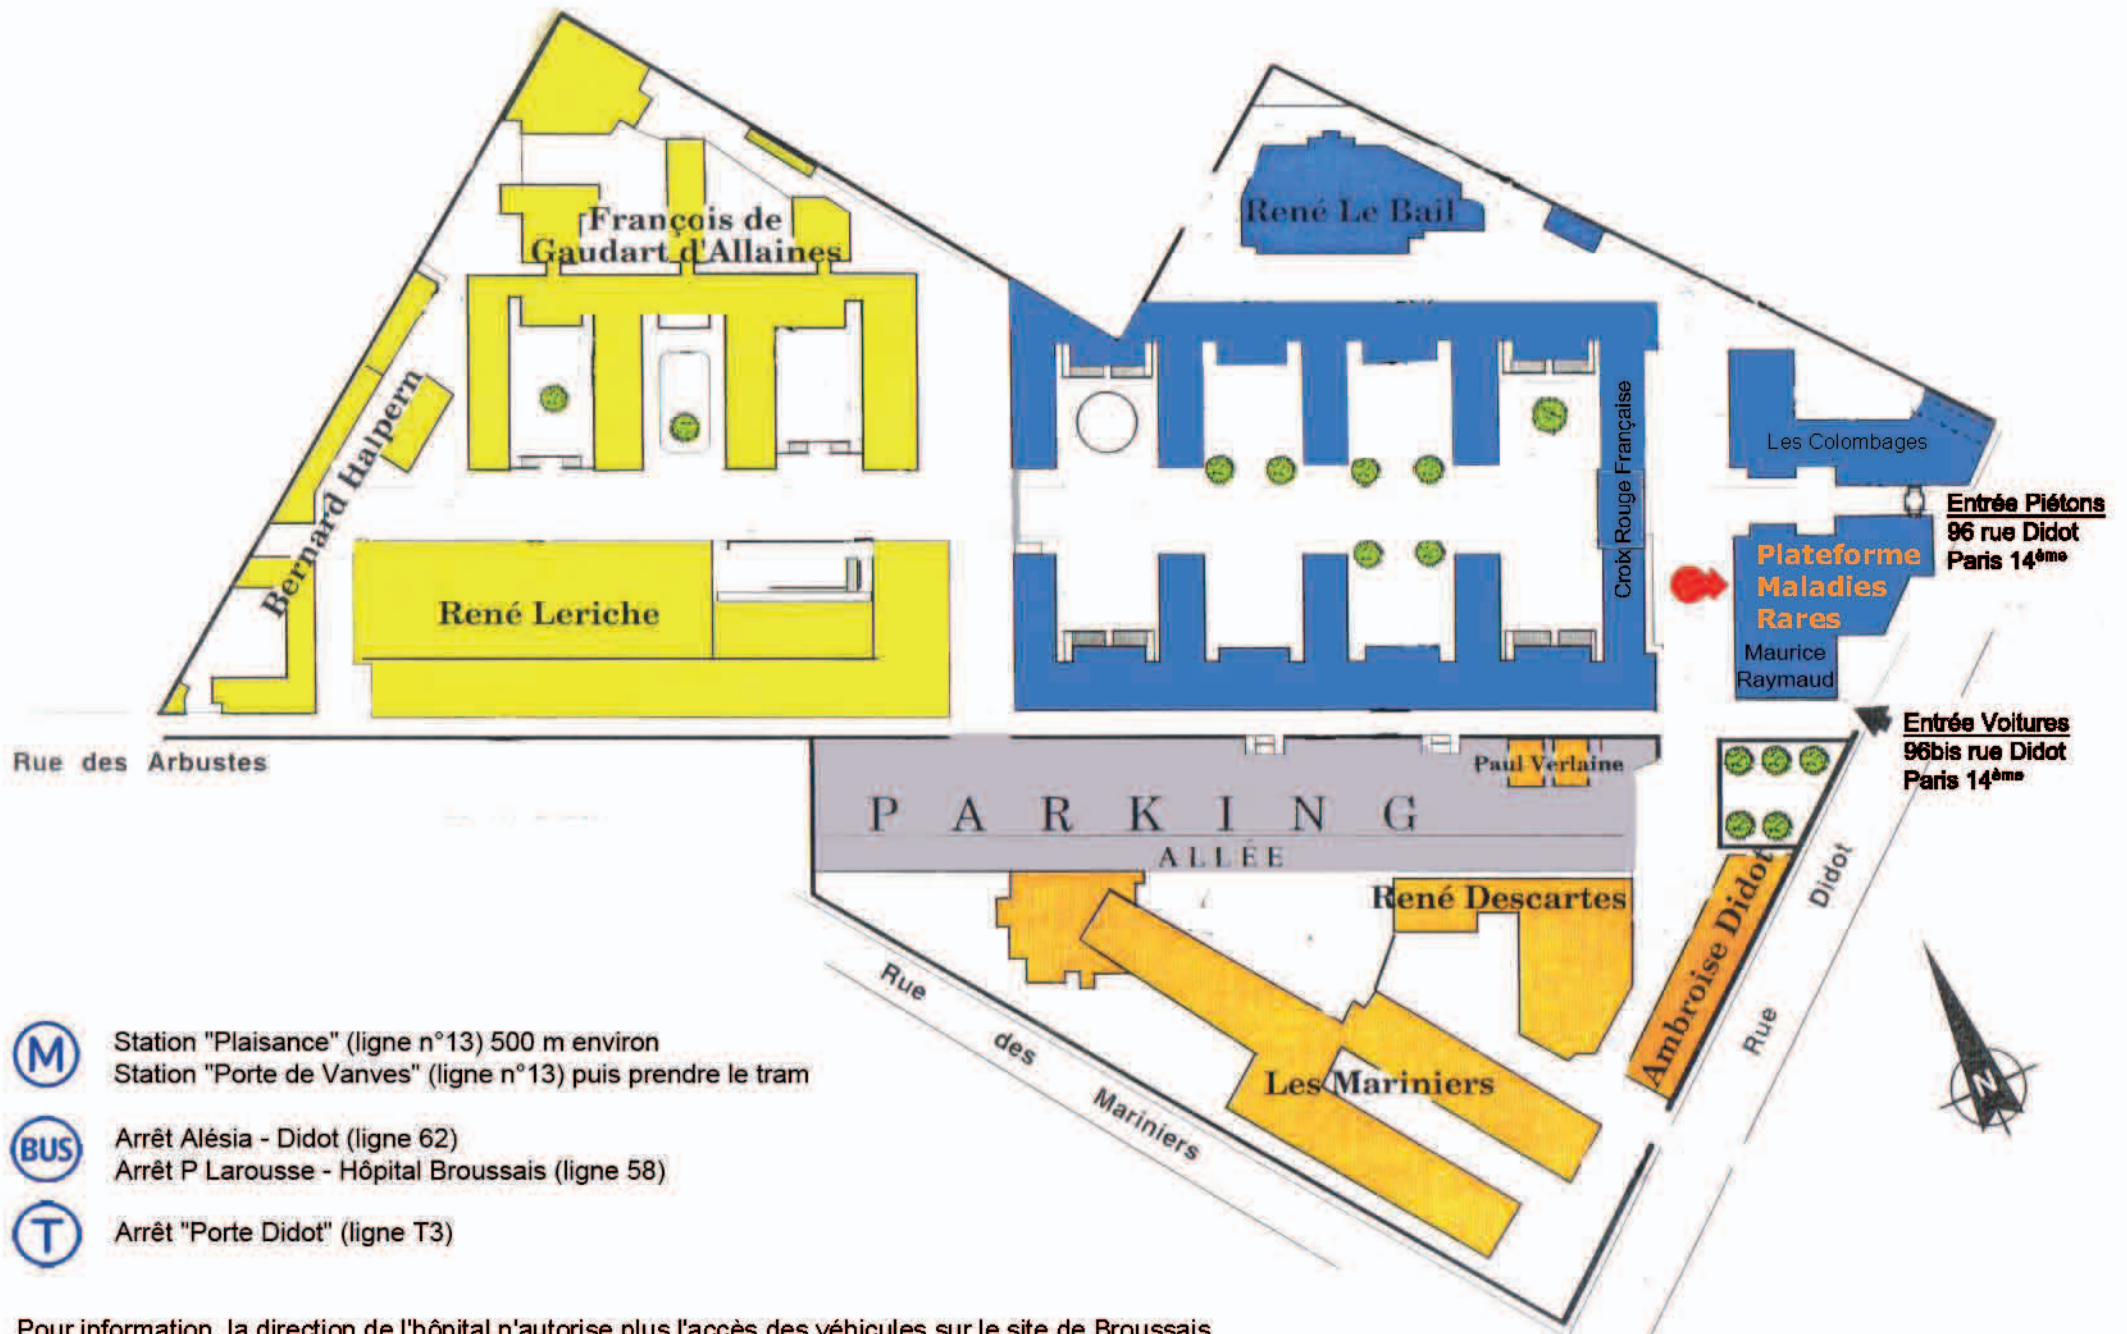 François de
Gaudart d'Allaines
René Le Bail
Bernard Halpern
Croix Rouge Française
Les Colombages
Entrée Piétons
96 rue Didot
Paris 14ème
Plateforme
Maladies
Rares
Maurice
Raymaud
René Leriche
Entrée Voitures
96bis rue Didot
Paris 14ème
Rue des Arbustes
Paul Verlaine
PARKING
ALLÉE
René Descartes
Ambroise Didot
Rue Didot
Rue des Mariniers
Les Mariniers
N
M
Station "Plaisance" (ligne n°13) 500 m environ
Station "Porte de Vanves" (ligne n°13) puis prendre le tram
BUS
Arrêt Alésia - Didot (ligne 62)
Arrêt P Larousse - Hôpital Broussais (ligne 58)
T
Arrêt "Porte Didot" (ligne T3)
Pour information, la direction de l'hôpital n'autorise plus l'accès des véhicules sur le site de Broussais